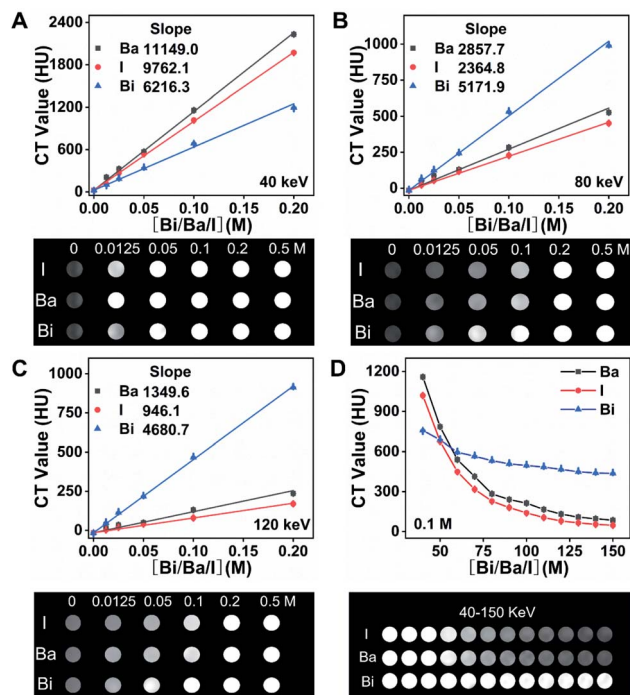 A
CT Value (HU)
2400
1800
1200
600
0
Slope
Ba 11149.0
I 9762.1
Bi 6216.3
40 keV
0.00 0.05 0.10 0.15 0.20
[Bi/Ba/I] (M)
0 0.0125 0.05 0.1 0.2 0.5 M
I
Ba
Bi
B
CT Value (HU)
1000
750
500
250
0
Slope
Ba 2857.7
I 2364.8
Bi 5171.9
80 keV
0.00 0.05 0.10 0.15 0.20
[Bi/Ba/I] (M)
0 0.0125 0.05 0.1 0.2 0.5 M
I
Ba
Bi
C
CT Value (HU)
1000
750
500
250
0
Slope
Ba 1349.6
I 946.1
Bi 4680.7
120 keV
0.00 0.05 0.10 0.15 0.20
[Bi/Ba/I] (M)
0 0.0125 0.05 0.1 0.2 0.5 M
I
Ba
Bi
D
CT Value (HU)
1200
900
600
300
0
Ba
I
Bi
0.1 M
50 75 100 125 150
[Bi/Ba/I] (M)
40-150 KeV
I
Ba
Bi